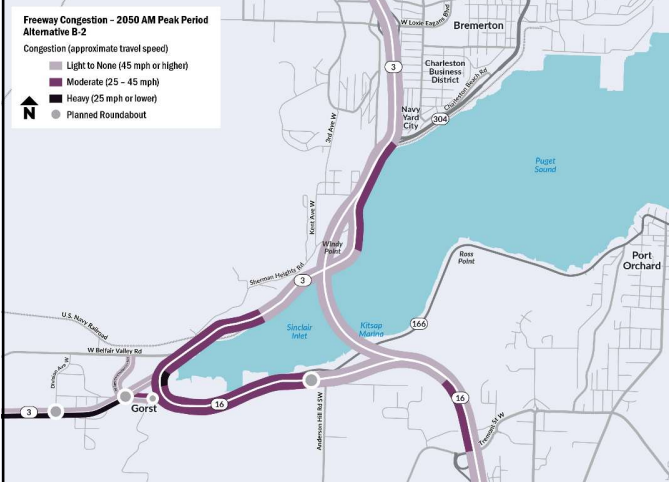 Freeway Congestion – 2050 AM Peak Period
Alternative B-2
Congestion (approximate travel speed)
Light to None (45 mph or higher)
Moderate (25 – 45 mph)
Heavy (25 mph or lower)
Planned Roundabout
N
W Loxie Eagans Blvd
Bremerton
3
Charleston
Business
District
Charleston Beach Rd
Navy
Yard
City
304
3rd Ave W
Puget
Sound
Kent Ave W
Windy
Point
Ross
Point
Port
Orchard
Sherman Heights Rd
3
U.S. Navy Railroad
Sinclair
Inlet
Kitsap
Marina
166
W Belfair Valley Rd
Division Ave W
3
Gorst
16
Anderson Hill Rd SW
16
Tremont St W